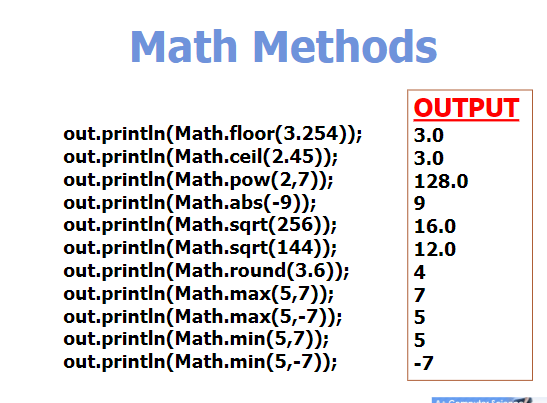 Math Methods
OUTPUT
out.println(Math.floor(3.254)); 3.0
out.println(Math.ceil(2.45)); 3.0
out.println(Math.pow(2,7)); 128.0
out.println(Math.abs(-9)); 9
out.println(Math.sqrt(256)); 16.0
out.println(Math.sqrt(144)); 12.0
out.println(Math.round(3.6)); 4
out.println(Math.max(5,7)); 7
out.println(Math.max(5,-7)); 5
out.println(Math.min(5,7)); 5
out.println(Math.min(5,-7)); -7